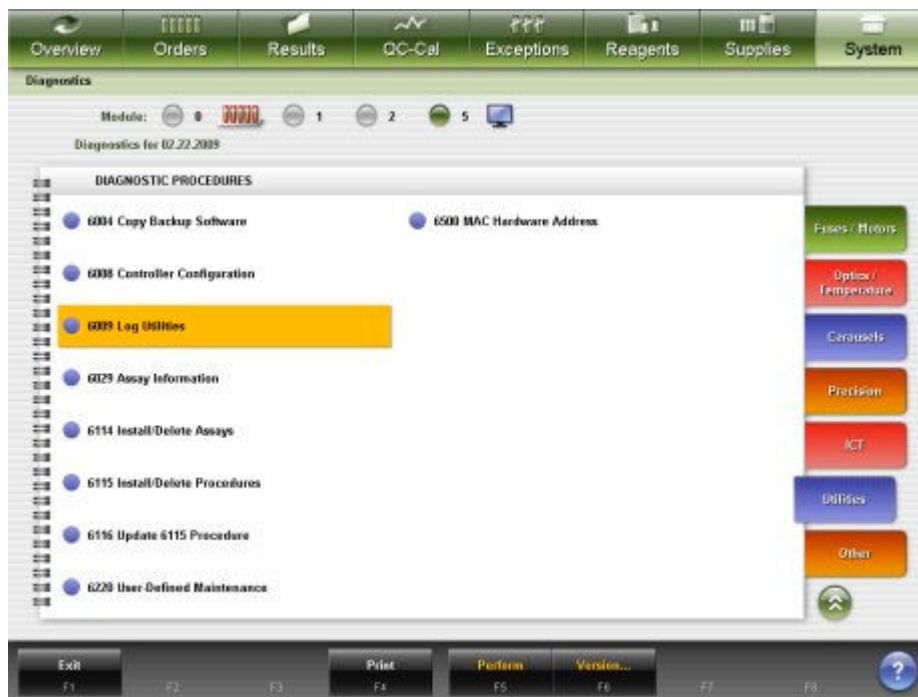 Overview Orders Results QC-Cal Exceptions Reagents Supplies System
Diagnostics
Module: 0 1 2 5
Diagnostics for 02.22.2009
DIAGNOSTIC PROCEDURES
6004 Copy Backup Software
6500 MAC Hardware Address
6008 Controller Configuration
6009 Log Utilities
6029 Assay Information
6114 Install/Delete Assays
6115 Install/Delete Procedures
6116 Update 6115 Procedure
6220 User-Defined Maintenance
Fuses / Motors
Optics /
Temperature
Carousels
Precision
ICT
Utilities
Other
Exit Print Perform Version... ?
F1 F2 F3 F4 F5 F6 F7 F8